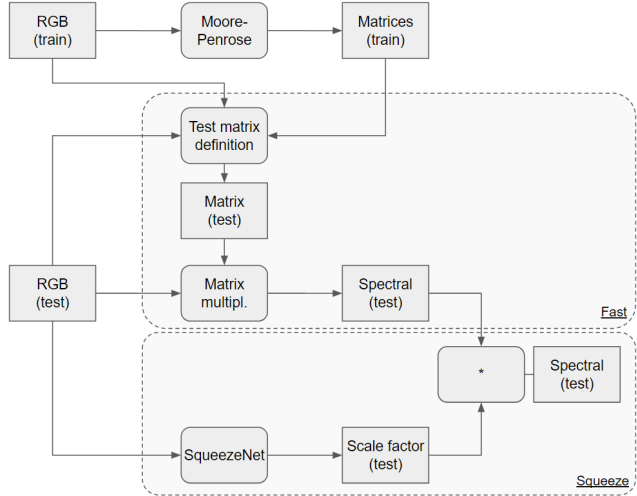 RGB
(train)
Moore-
Penrose
Matrices
(train)
Test matrix
definition
Matrix
(test)
RGB
(test)
Matrix
multipl.
Spectral
(test)
Fast
*
Spectral
(test)
SqueezeNet
Scale factor
(test)
Squeeze